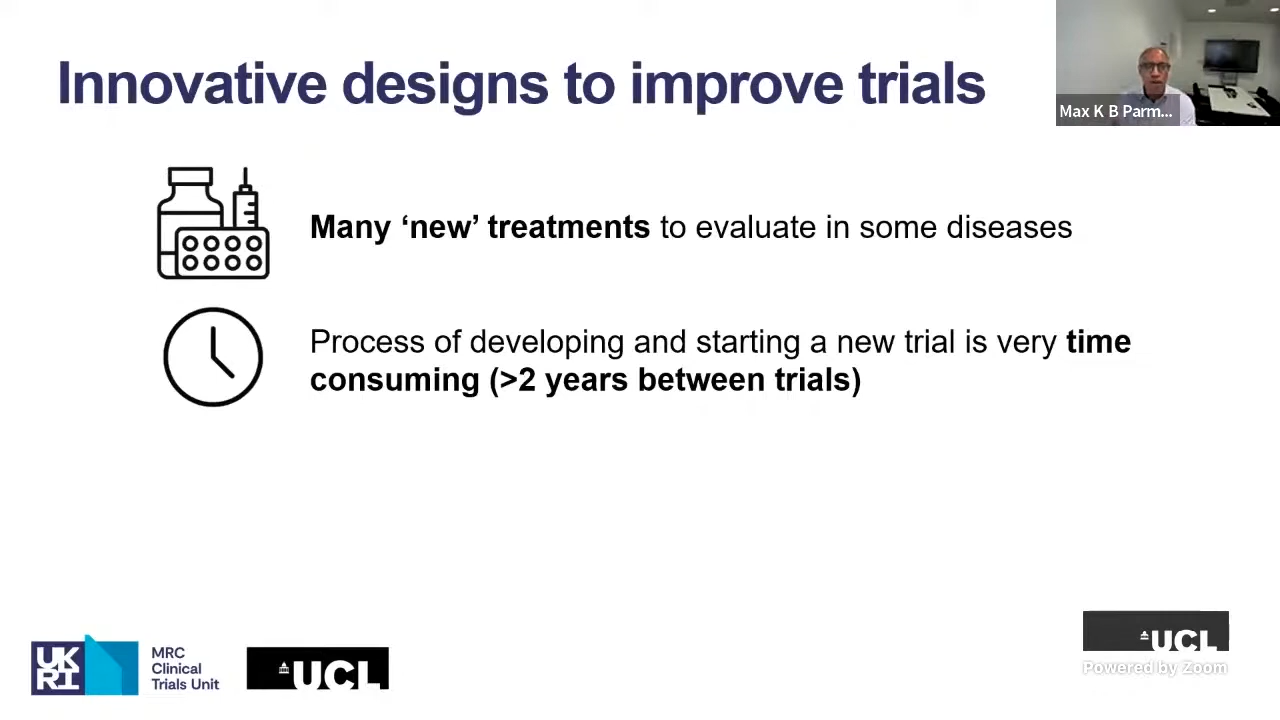 Innovative designs to improve trials
Max K B Parm...
Many ‘new’ treatments to evaluate in some diseases
Process of developing and starting a new trial is very time
consuming (>2 years between trials)
UK
RI
MRC
Clinical
Trials Unit
UCL
UCL
Powered by Zoom